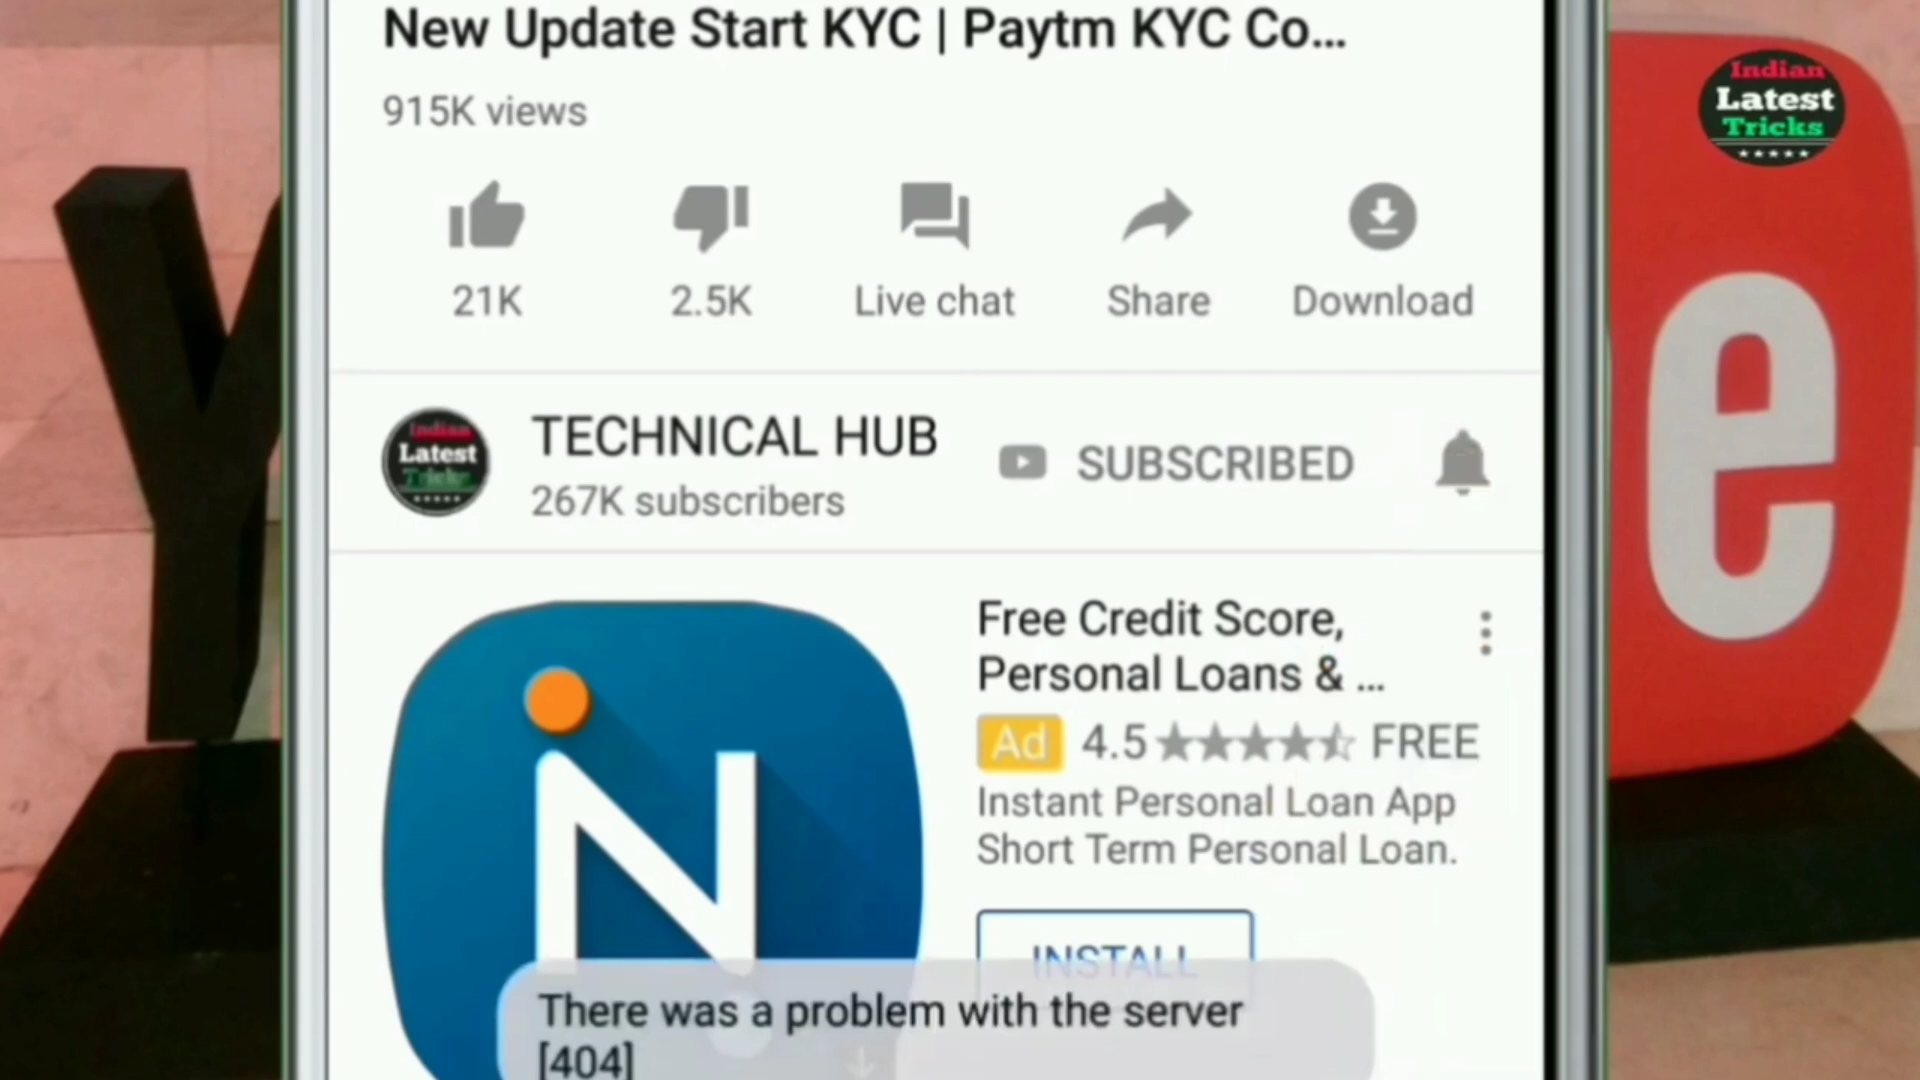 New Update Start KYC | Paytm KYC Co...
915K views
Indian
Latest
Tricks
21K
2.5K
Live chat
Share
Download
Indian
Latest
Tricks
TECHNICAL HUB
267K subscribers
SUBSCRIBED
Free Credit Score,
Personal Loans & ...
Ad 4.5 FREE
Instant Personal Loan App
Short Term Personal Loan.
INSTALL
N
There was a problem with the server
[404]
Y
e